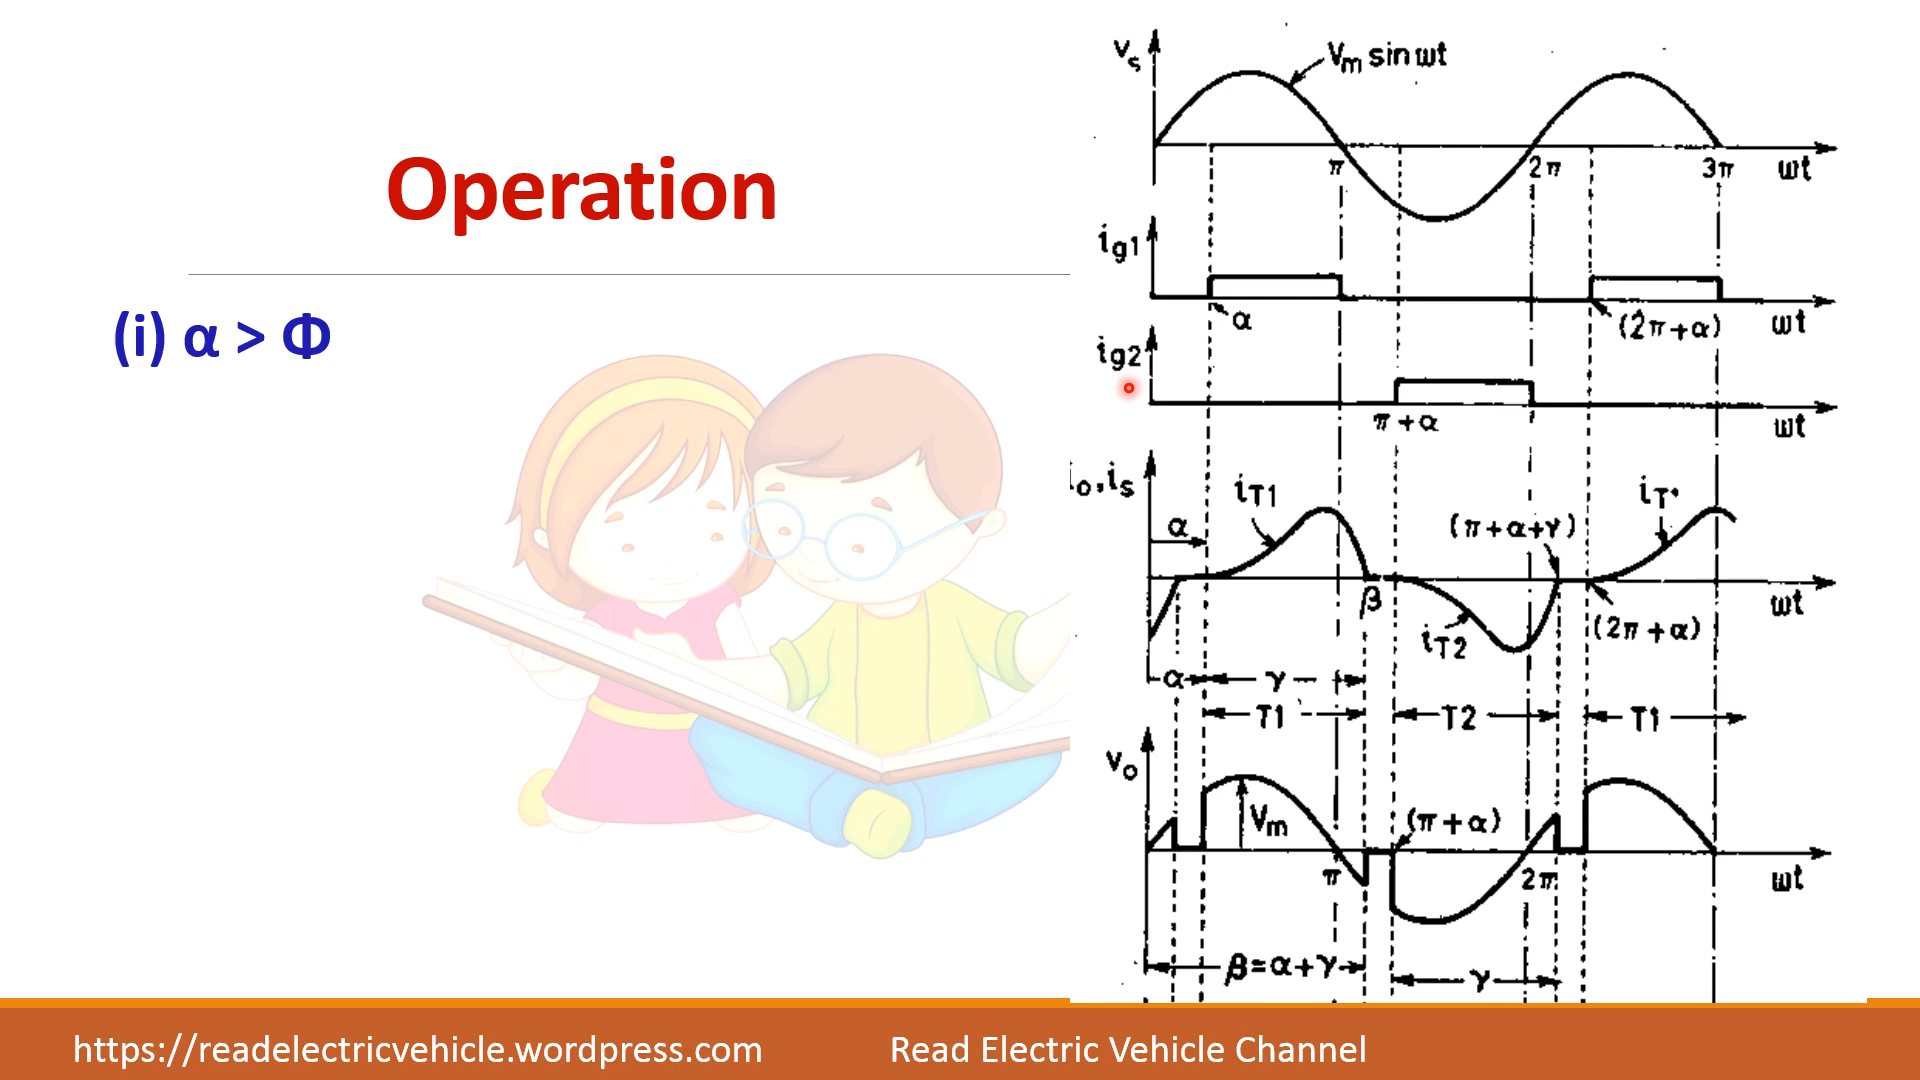 Operation
(i) α > Φ
vs
Vm sin ωt
π
2π
3π
ωt
ig1
α
(2π+α)
ωt
ig2
π+α
ωt
io,is
α
iT1
β
iT2
(π+α+γ)
(2π+α)
ωt
α
γ
T1
T2
T1
vo
Vm
π
(π+α)
2π
ωt
β=α+γ
γ
https://readelectricvehicle.wordpress.com
Read Electric Vehicle Channel